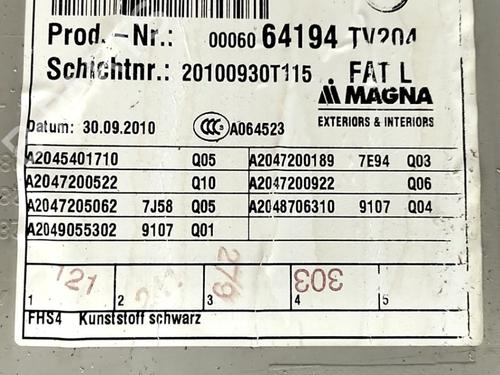 Prod.-Nr.: 00060 64194 TV204
Schichtnr.: 20100930T115 FAT L
MAGNA
Datum: 30.09.2010 CCC A064523 EXTERIORS & INTERIORS
A2045401710 Q05 A2047200189 7E94 Q03
A2047200522 Q10 A2047200922 Q06
A2047205062 7J58 Q05 A2048706310 9107 Q04
A2049055302 9107 Q01
121 279 303
1 2 3 4 5
FHS4 Kunststoff schwarz